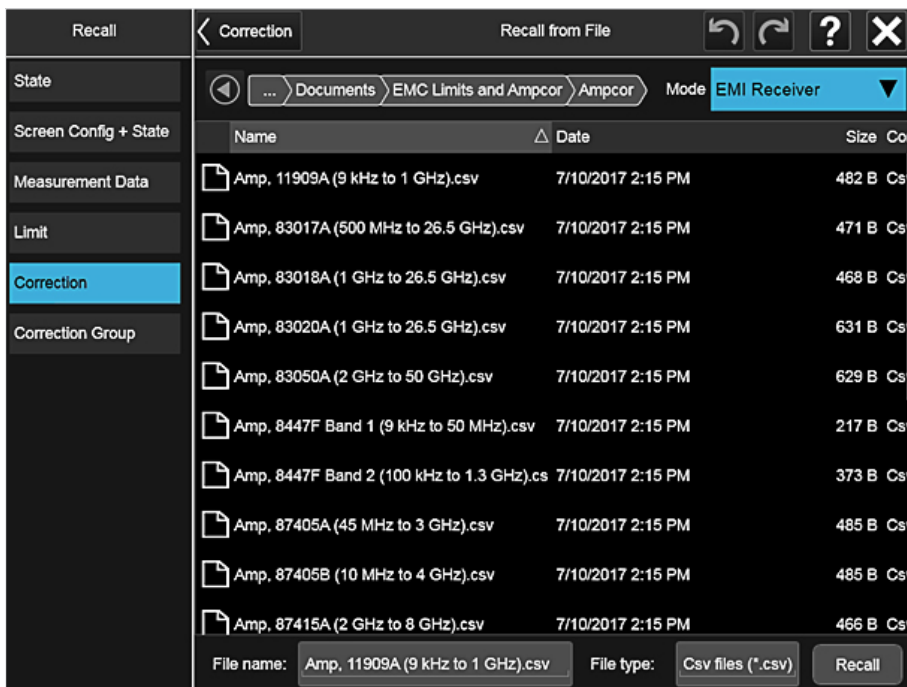 Recall
Correction
Recall from File
?
State
... Documents EMC Limits and Ampcor Ampcor Mode EMI Receiver
Screen Config + State
Name Date Size Co
Measurement Data
Amp, 11909A (9 kHz to 1 GHz).csv 7/10/2017 2:15 PM 482 B Cs
Limit
Amp, 83017A (500 MHz to 26.5 GHz).csv 7/10/2017 2:15 PM 471 B Cs
Correction
Amp, 83018A (1 GHz to 26.5 GHz).csv 7/10/2017 2:15 PM 468 B Cs
Correction Group
Amp, 83020A (1 GHz to 26.5 GHz).csv 7/10/2017 2:15 PM 631 B Cs
Amp, 83050A (2 GHz to 50 GHz).csv 7/10/2017 2:15 PM 629 B Cs
Amp, 8447F Band 1 (9 kHz to 50 MHz).csv 7/10/2017 2:15 PM 217 B Cs
Amp, 8447F Band 2 (100 kHz to 1.3 GHz).cs 7/10/2017 2:15 PM 373 B Cs
Amp, 87405A (45 MHz to 3 GHz).csv 7/10/2017 2:15 PM 485 B Cs
Amp, 87405B (10 MHz to 4 GHz).csv 7/10/2017 2:15 PM 485 B Cs
Amp, 87415A (2 GHz to 8 GHz).csv 7/10/2017 2:15 PM 466 B Cs
File name: Amp, 11909A (9 kHz to 1 GHz).csv File type: Csv files (*.csv) Recall